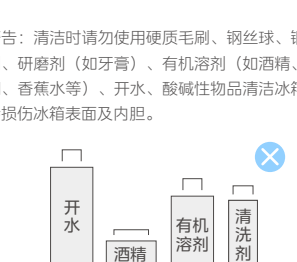 告：清洁时请勿使用硬质毛刷、钢丝球、
、研磨剂（如牙膏）、有机溶剂（如酒精、
、香蕉水等）、开水、酸碱性物品清洁冰箱
损伤冰箱表面及内胆。
开水
酒精
有机
溶剂
清洗剂